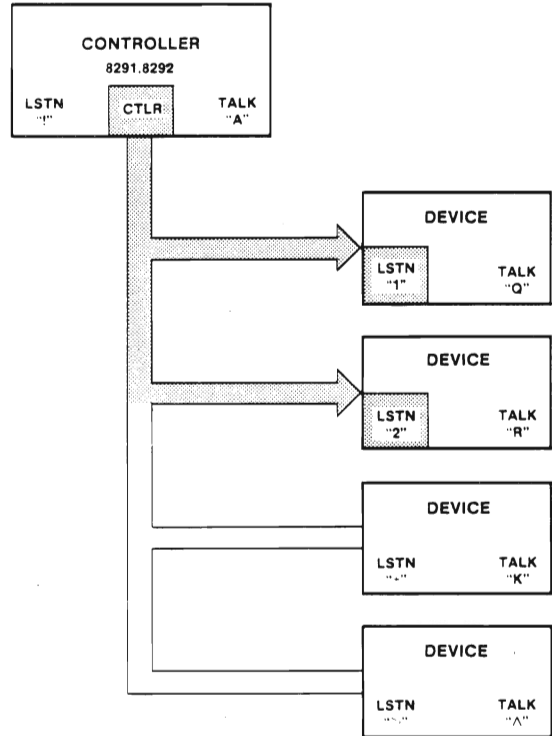 CONTROLLER
8291.8292
LSTN
"!"
CTLR
TALK
"A"
DEVICE
LSTN
"1"
TALK
"Q"
DEVICE
LSTN
"2"
TALK
"R"
DEVICE
LSTN
TALK
"K"
DEVICE
LSTN
TALK
"^"